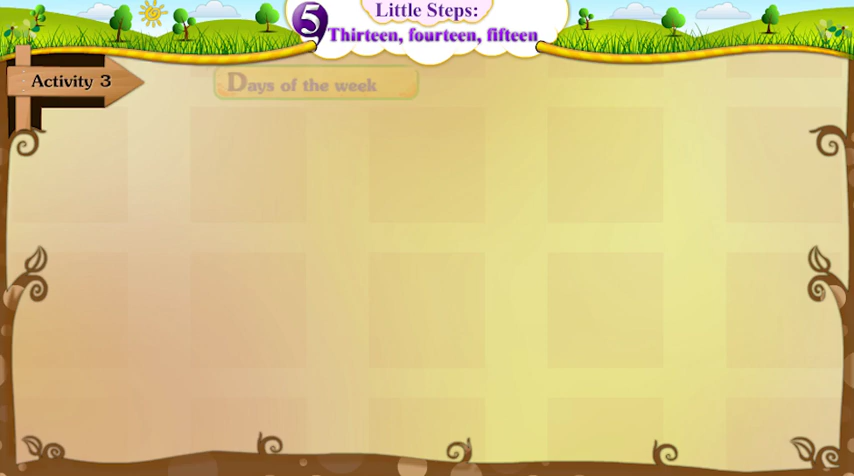 5
Little Steps:
Thirteen, fourteen, fifteen
Activity 3
Days of the week